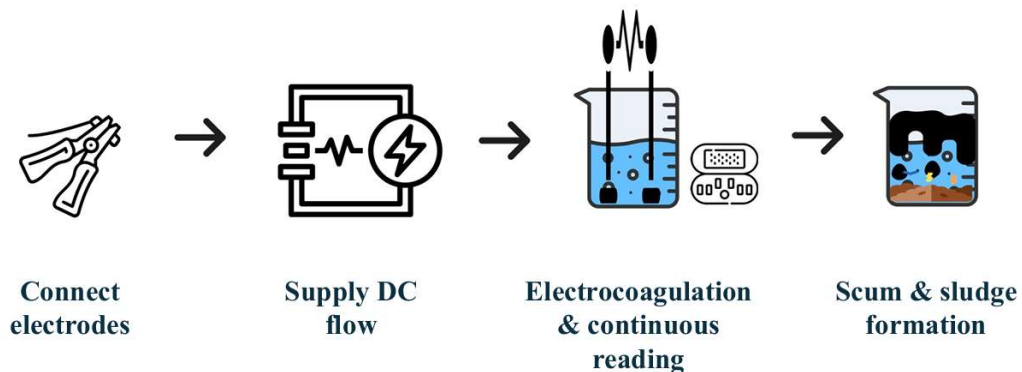 Connect
electrodes
Supply DC
flow
Electrocoagulation
& continuous
reading
Scum & sludge
formation